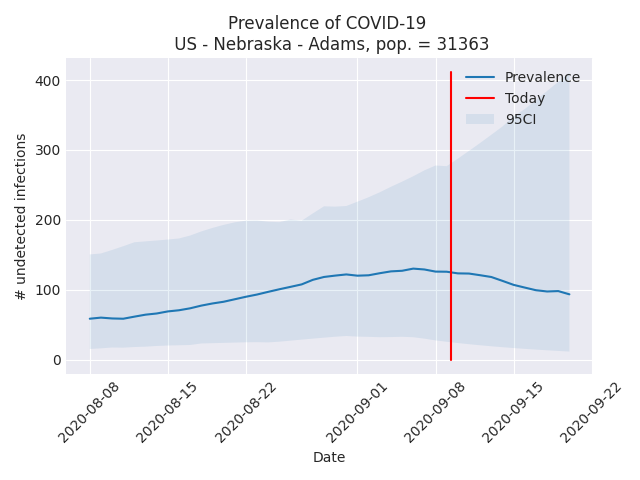 Prevalence of COVID-19
US - Nebraska - Adams, pop. = 31363
Prevalence
Today
95CI
# undetected infections
400
300
200
100
0
2020-08-08
2020-08-15
2020-08-22
2020-09-01
2020-09-08
2020-09-15
2020-09-22
Date